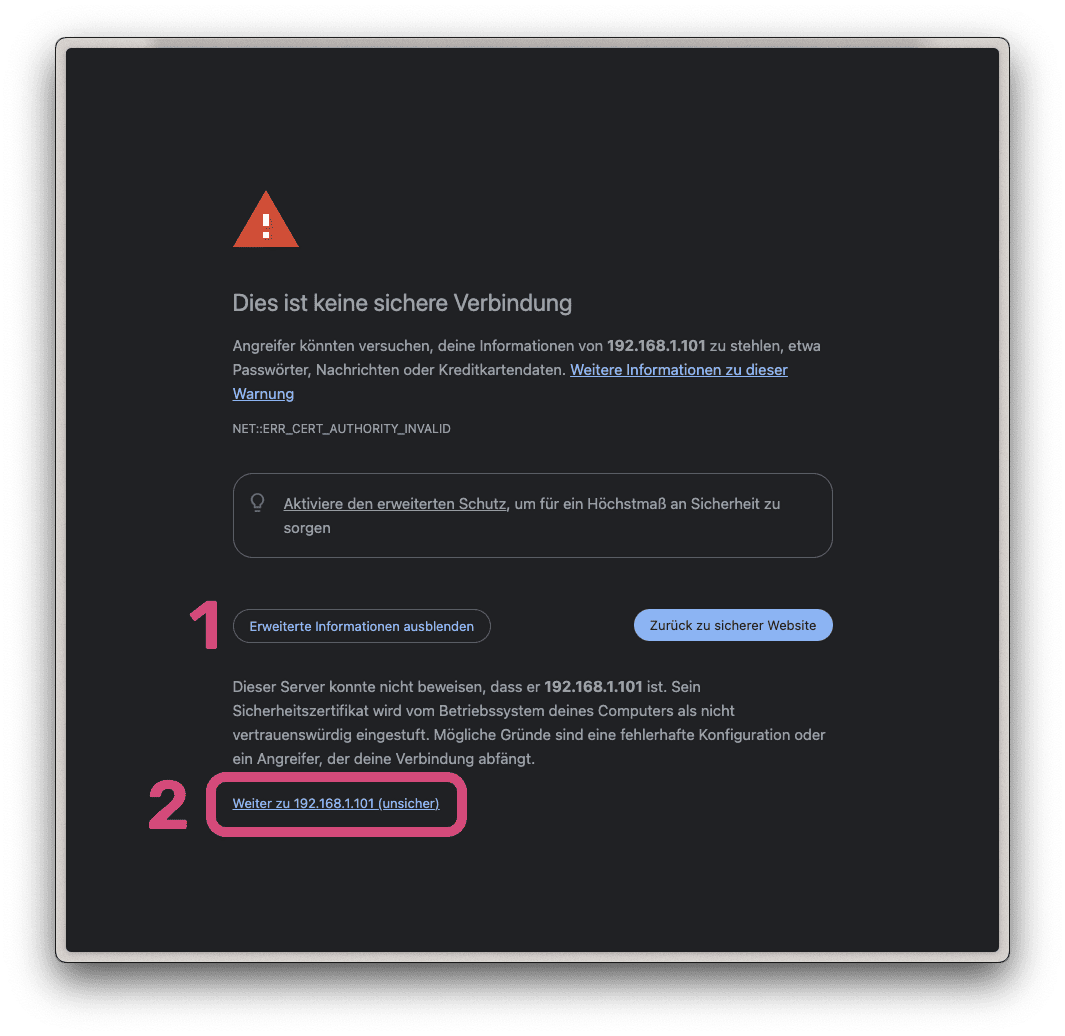 Dies ist keine sichere Verbindung
Angreifer könnten versuchen, deine Informationen von 192.168.1.101 zu stehlen, etwa
Passwörter, Nachrichten oder Kreditkartendaten. Weitere Informationen zu dieser
Warnung
NET::ERR_CERT_AUTHORITY_INVALID
Aktiviere den erweiterten Schutz, um für ein Höchstmaß an Sicherheit zu
sorgen
1 Erweiterte Informationen ausblenden Zurück zu sicherer Website
Dieser Server konnte nicht beweisen, dass er 192.168.1.101 ist. Sein
Sicherheitszertifikat wird vom Betriebssystem deines Computers als nicht
vertrauenswürdig eingestuft. Mögliche Gründe sind eine fehlerhafte Konfiguration oder
ein Angreifer, der deine Verbindung abfängt.
2 Weiter zu 192.168.1.101 (unsicher)